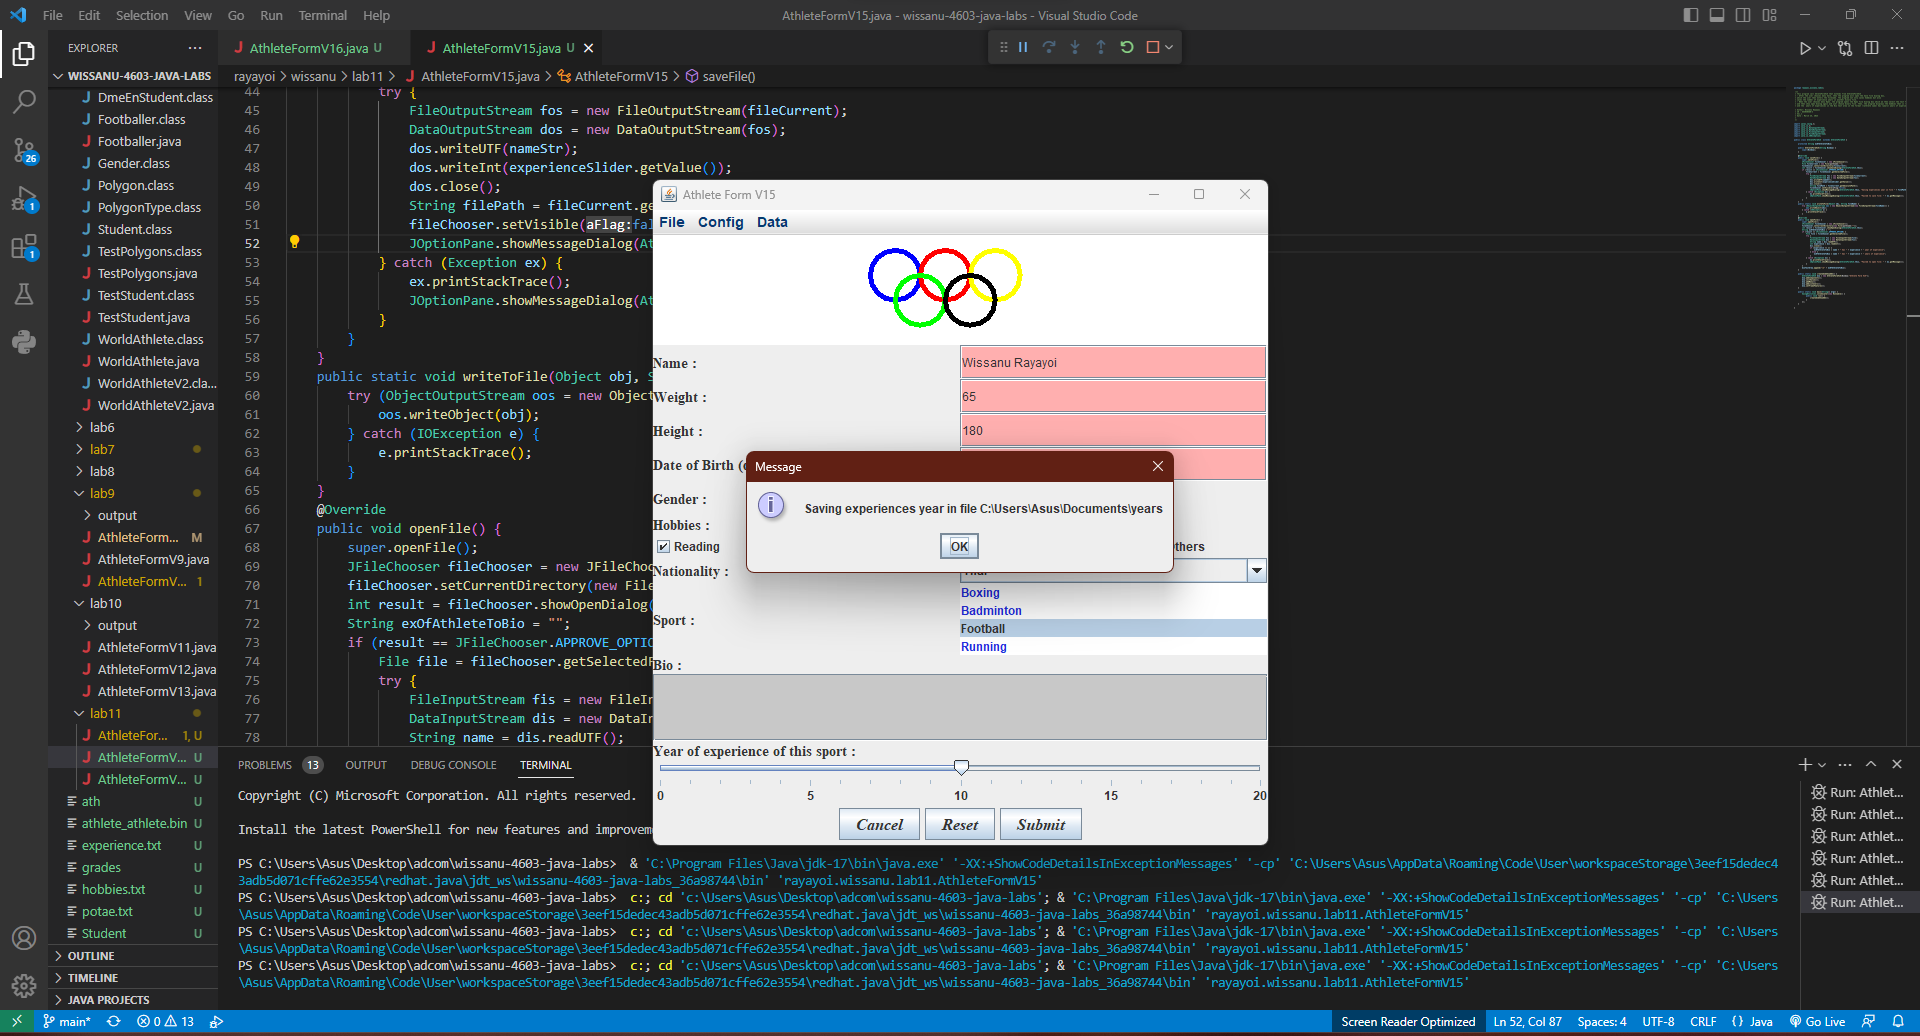 File Edit Selection View Go Run Terminal Help
AthleteFormV15.java - wissanu-4603-java-labs - Visual Studio Code
EXPLORER
WISSANU-4603-JAVA-LABS
DmeEnStudent.class
Footballer.class
Footballer.java
Gender.class
Polygon.class
PolygonType.class
Student.class
TestPolygons.class
TestPolygons.java
TestStudent.class
TestStudent.java
WorldAthlete.class
WorldAthlete.java
WorldAthleteV2.cla...
WorldAthleteV2.java
lab6
lab7
lab8
lab9
output
AthleteForm... M
AthleteFormV9.java
AthleteFormV... 1
lab10
output
AthleteFormV11.java
AthleteFormV12.java
AthleteFormV13.java
lab11
AthleteFor... 1, U
AthleteFormV... U
AthleteFormV... U
ath U
athlete_athlete.bin U
experience.txt U
grades U
hobbies.txt U
potae.txt U
Student U
OUTLINE
TIMELINE
JAVA PROJECTS
26
1
1
AthleteFormV16.java U
AthleteFormV15.java U
rayayoi > wissanu > lab11 > AthleteFormV15.java > AthleteFormV15 > saveFile()
44 try {
45 FileOutputStream fos = new FileOutputStream(fileCurrent);
46 DataOutputStream dos = new DataOutputStream(fos);
47 dos.writeUTF(nameStr);
48 dos.writeInt(experienceSlider.getValue());
49 dos.close();
50 String filePath = fileCurrent.ge
51 fileChooser.setVisible(aFlag:fal
52 JOptionPane.showMessageDialog(At
53 } catch (Exception ex) {
54 ex.printStackTrace();
55 JOptionPane.showMessageDialog(At
56 }
57 }
58 }
59 public static void writeToFile(Object obj, S
60 try (ObjectOutputStream oos = new Object
61 oos.writeObject(obj);
62 } catch (IOException e) {
63 e.printStackTrace();
64 }
65 }
66 @Override
67 public void openFile() {
68 super.openFile();
69 JFileChooser fileChooser = new JFileChoo
70 fileChooser.setCurrentDirectory(new File
71 int result = fileChooser.showOpenDialog(
72 String exOfAthleteToBio = "";
73 if (result == JFileChooser.APPROVE_OPTIO
74 File file = fileChooser.getSelectedF
75 try {
76 FileInputStream fis = new FileIn
77 DataInputStream dis = new DataIn
78 String name = dis.readUTF();
Athlete Form V15
File Config Data
Name : Wissanu Rayayoi
Weight : 65
Height : 180
Date of Birth (
Gender :
Hobbies :
Reading thers
Nationality :
Boxing
Badminton
Sport :
Football
Running
Bio :
Year of experience of this sport :
0 5 10 15 20
Cancel Reset Submit
Message
Saving experiences year in file C:\Users\Asus\Documents\years
OK
PROBLEMS 13 OUTPUT DEBUG CONSOLE TERMINAL
Copyright (C) Microsoft Corporation. All rights reserved.
Install the latest PowerShell for new features and improvem
PS C:\Users\Asus\Desktop\adcom\wissanu-4603-java-labs> & 'C:\Program Files\Java\jdk-17\bin\java.exe' '-XX:+ShowCodeDetailsInExceptionMessages' '-cp' 'C:\Users\Asus\AppData\Roaming\Code\User\workspaceStorage\3eef15dedec4
3adb5d071cffe62e3554\redhat.java\jdt_ws\wissanu-4603-java-labs_36a98744\bin' 'rayayoi.wissanu.lab11.AthleteFormV15'
PS C:\Users\Asus\Desktop\adcom\wissanu-4603-java-labs> c:; cd 'c:\Users\Asus\Desktop\adcom\wissanu-4603-java-labs'; & 'C:\Program Files\Java\jdk-17\bin\java.exe' '-XX:+ShowCodeDetailsInExceptionMessages' '-cp' 'C:\Users
\Asus\AppData\Roaming\Code\User\workspaceStorage\3eef15dedec43adb5d071cffe62e3554\redhat.java\jdt_ws\wissanu-4603-java-labs_36a98744\bin' 'rayayoi.wissanu.lab11.AthleteFormV15'
PS C:\Users\Asus\Desktop\adcom\wissanu-4603-java-labs> c:; cd 'c:\Users\Asus\Desktop\adcom\wissanu-4603-java-labs'; & 'C:\Program Files\Java\jdk-17\bin\java.exe' '-XX:+ShowCodeDetailsInExceptionMessages' '-cp' 'C:\Users
\Asus\AppData\Roaming\Code\User\workspaceStorage\3eef15dedec43adb5d071cffe62e3554\redhat.java\jdt_ws\wissanu-4603-java-labs_36a98744\bin' 'rayayoi.wissanu.lab11.AthleteFormV15'
PS C:\Users\Asus\Desktop\adcom\wissanu-4603-java-labs> c:; cd 'c:\Users\Asus\Desktop\adcom\wissanu-4603-java-labs'; & 'C:\Program Files\Java\jdk-17\bin\java.exe' '-XX:+ShowCodeDetailsInExceptionMessages' '-cp' 'C:\Users
\Asus\AppData\Roaming\Code\User\workspaceStorage\3eef15dedec43adb5d071cffe62e3554\redhat.java\jdt_ws\wissanu-4603-java-labs_36a98744\bin' 'rayayoi.wissanu.lab11.AthleteFormV15'
Run: Athlet...
Run: Athlet...
Run: Athlet...
Run: Athlet...
Run: Athlet...
Run: Athlet...
main* 0 13
Screen Reader Optimized Ln 52, Col 87 Spaces: 4 UTF-8 CRLF {} Java Go Live